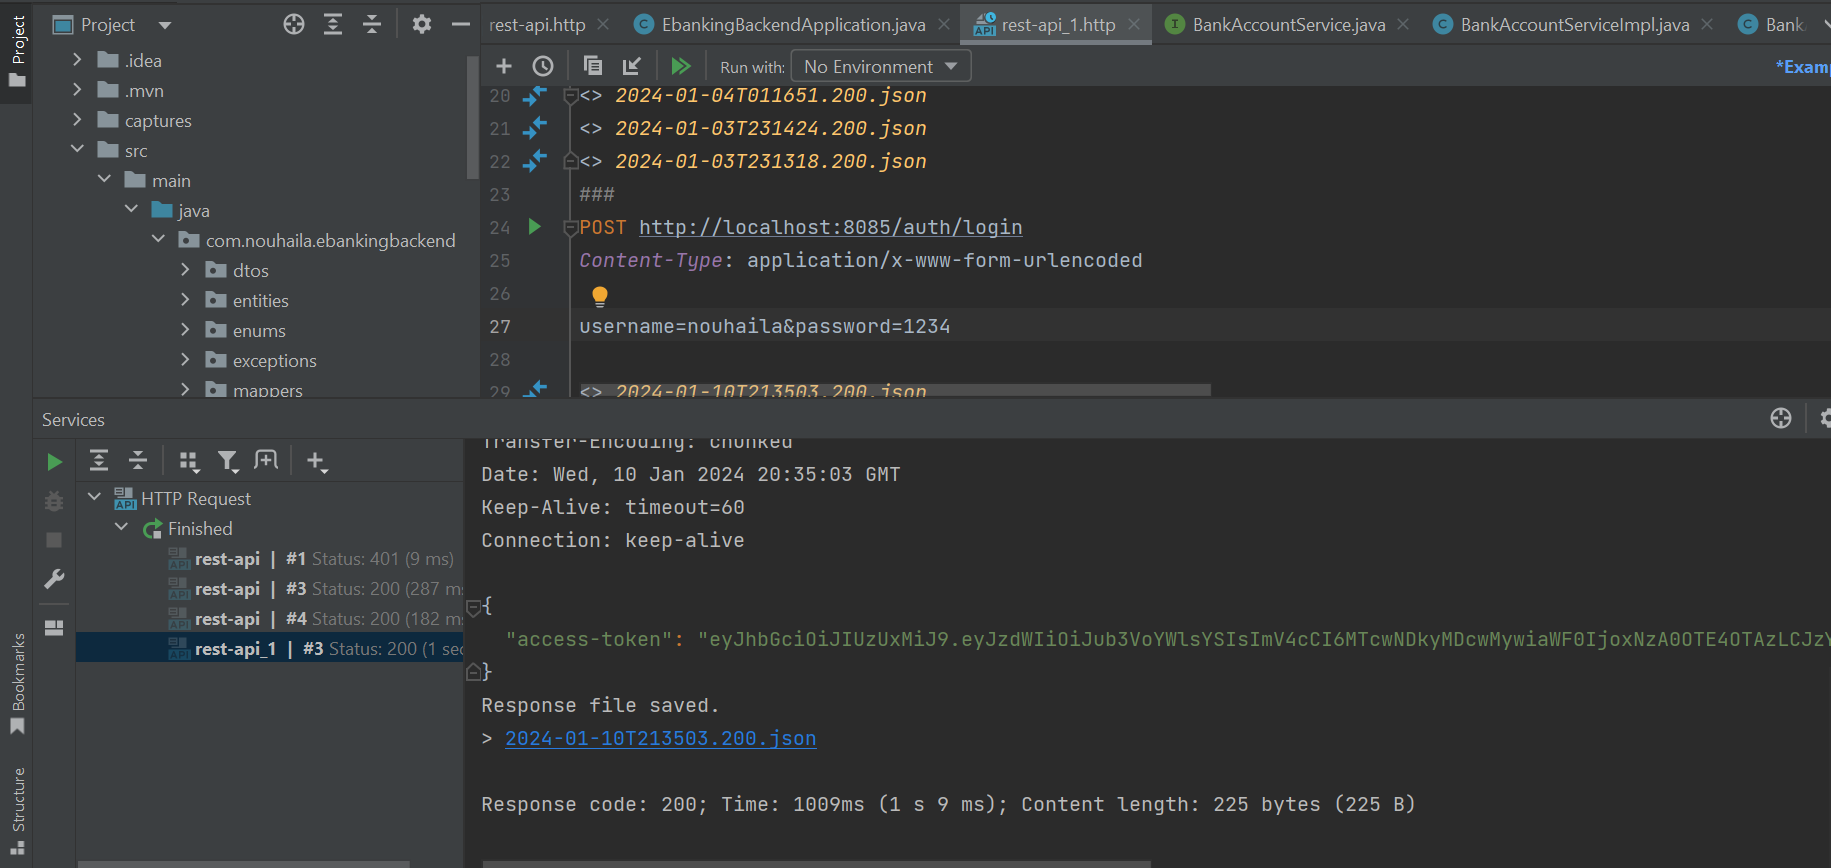 Project
rest-api.http
EbankingBackendApplication.java
rest-api_1.http
BankAccountService.java
BankAccountServiceImpl.java
Bank
Project
Run with:
No Environment
*Examp
.idea
.mvn
captures
src
main
java
com.nouhaila.ebankingbackend
dtos
entities
enums
exceptions
mappers
20 <> 2024-01-04T011651.200.json
21 <> 2024-01-03T231424.200.json
22 <> 2024-01-03T231318.200.json
23 ###
24 POST http://localhost:8085/auth/login
25 Content-Type: application/x-www-form-urlencoded
26
27 username=nouhaila&password=1234
28
29 <> 2024-01-10T213503.200.json
Services
HTTP Request
Finished
API rest-api | #1 Status: 401 (9 ms)
API rest-api | #3 Status: 200 (287 ms
API rest-api | #4 Status: 200 (182 ms
API rest-api_1 | #3 Status: 200 (1 sec
Transfer-Encoding: chunked
Date: Wed, 10 Jan 2024 20:35:03 GMT
Keep-Alive: timeout=60
Connection: keep-alive
{
"access-token": "eyJhbGciOiJIUzUxMiJ9.eyJzdWIiOiJub3VoYWlsYSIsImV4cCI6MTcwNDkyMDcwMywiaWF0IjoxNzA0OTE4OTAzLCJzY
}
Response file saved.
> 2024-01-10T213503.200.json
Response code: 200; Time: 1009ms (1 s 9 ms); Content length: 225 bytes (225 B)
Bookmarks
Structure